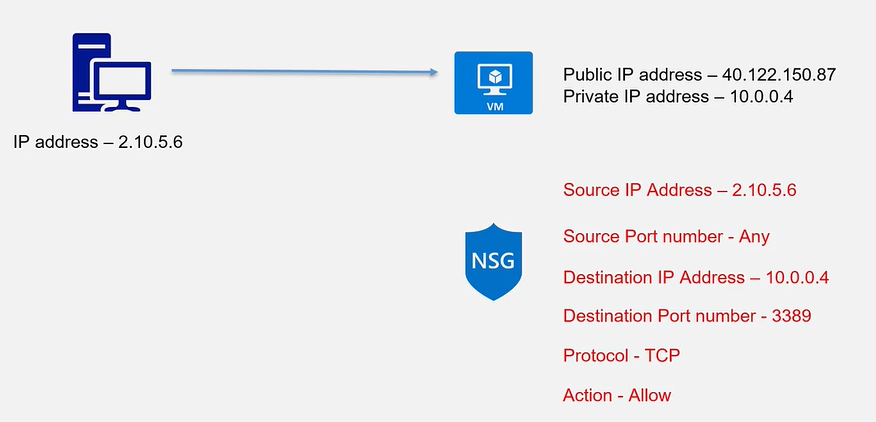 IP address – 2.10.5.6
VM
Public IP address – 40.122.150.87
Private IP address – 10.0.0.4
NSG
Source IP Address – 2.10.5.6
Source Port number - Any
Destination IP Address – 10.0.0.4
Destination Port number - 3389
Protocol - TCP
Action - Allow